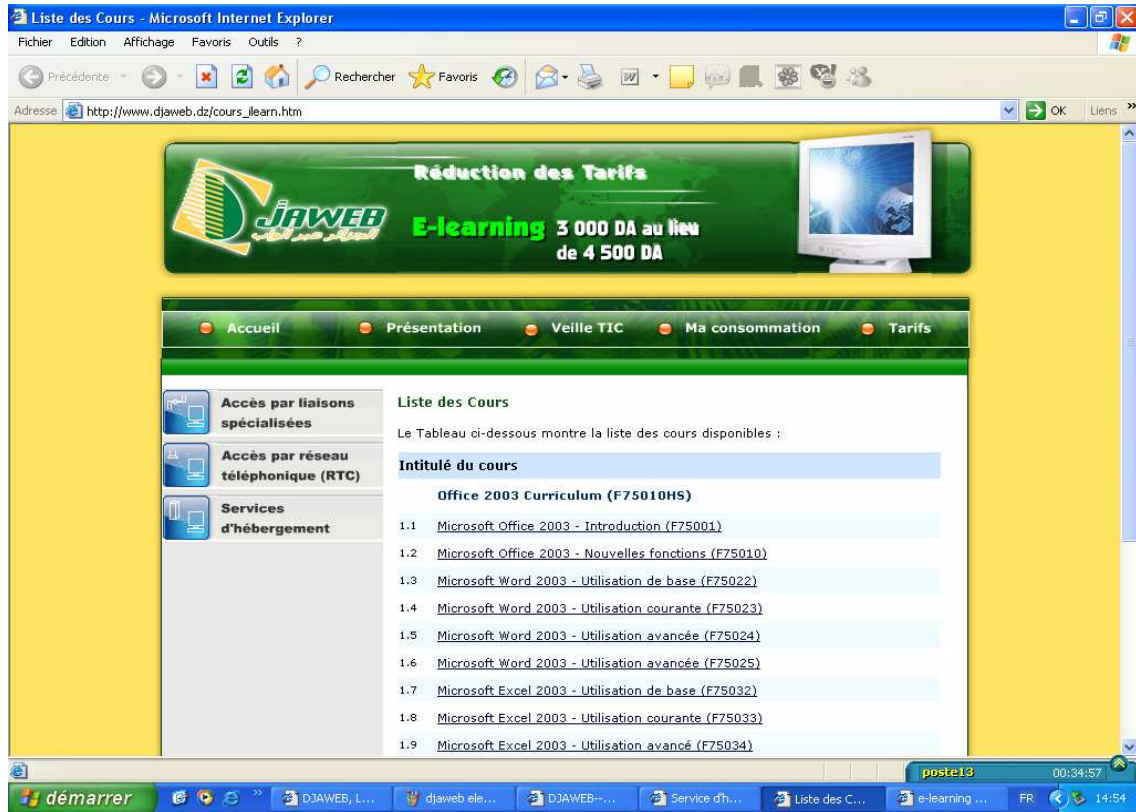 Liste des Cours - Microsoft Internet Explorer
Fichier Edition Affichage Favoris Outils ?
Précédente Rechercher Favoris
Adresse http://www.djaweb.dz/cours_ilearn.htm OK Liens »
Réduction des Tarifs
DJAWEB
الجزائر عبر الواب
E-learning 3 000 DA au lieu
de 4 500 DA
Accueil Présentation Veille TIC Ma consommation Tarifs
Accès par liaisons
spécialisées
Accès par réseau
téléphonique (RTC)
Services
d'hébergement
Liste des Cours
Le Tableau ci-dessous montre la liste des cours disponibles :
Intitulé du cours
Office 2003 Curriculum (F75010HS)
1.1 Microsoft Office 2003 - Introduction (F75001)
1.2 Microsoft Office 2003 - Nouvelles fonctions (F75010)
1.3 Microsoft Word 2003 - Utilisation de base (F75022)
1.4 Microsoft Word 2003 - Utilisation courante (F75023)
1.5 Microsoft Word 2003 - Utilisation avancée (F75024)
1.6 Microsoft Word 2003 - Utilisation avancée (F75025)
1.7 Microsoft Excel 2003 - Utilisation de base (F75032)
1.8 Microsoft Excel 2003 - Utilisation courante (F75033)
1.9 Microsoft Excel 2003 - Utilisation avancé (F75034)
poste13 00:34:57
démarrer » DJAWEB, L... djaweb ele... DJAWEB--... Service d'h... Liste des C... e-learning ... FR 14:54